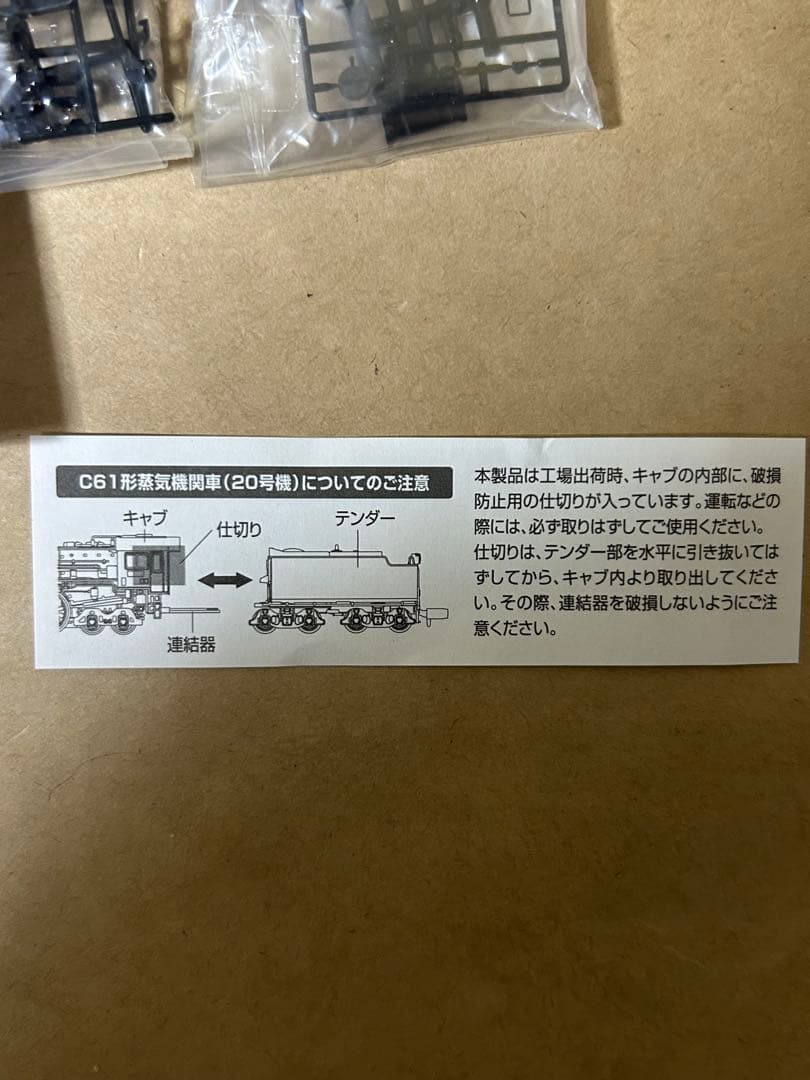 C61形蒸気機関車(20号機)についてのご注意
キャブ
仕切り
テンダー
連結器
本製品は工場出荷時、キャブの内部に、破損
防止用の仕切りが入っています。運転などの
際には、必ず取りはずしてご使用ください。
仕切りは、テンダー部を水平に引き抜いては
ずしてから、キャブ内より取り出してくださ
い。その際、連結器を破損しないようにご注
意ください。